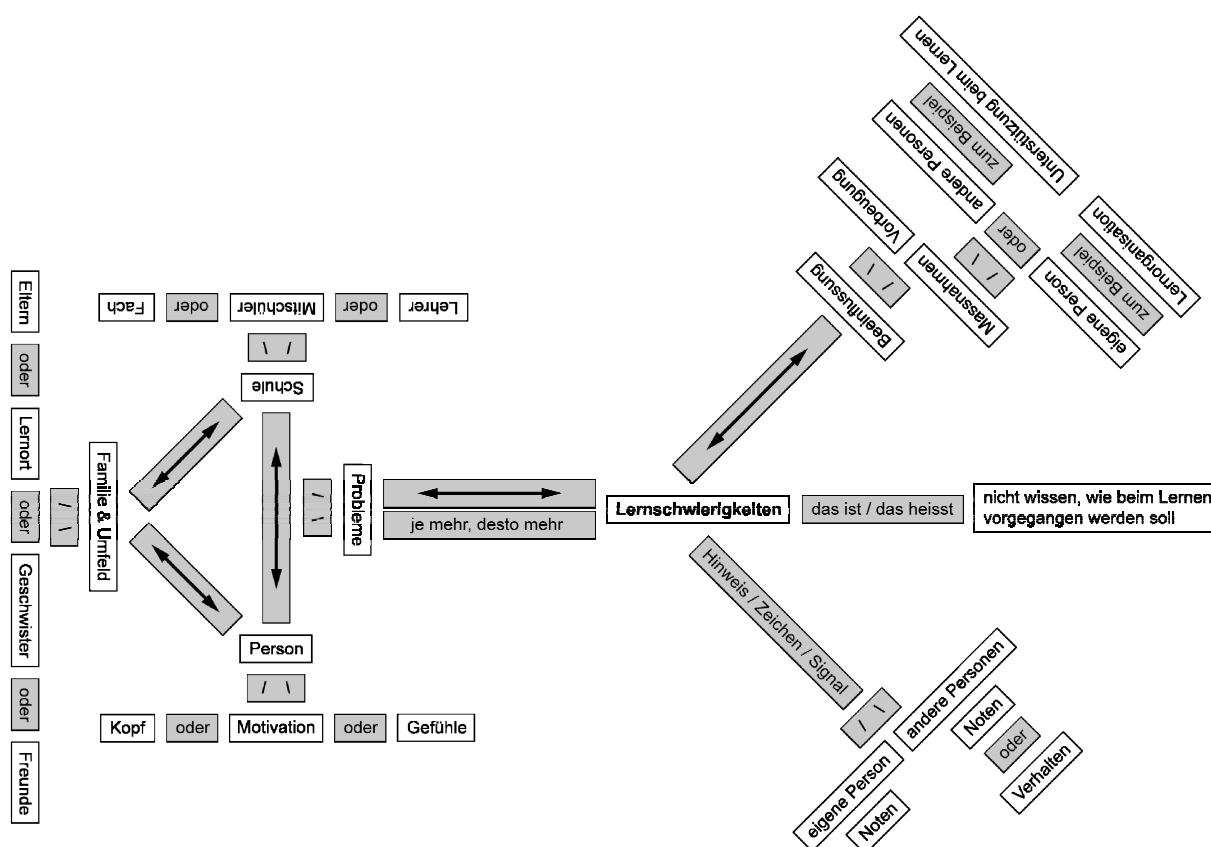 Eltern
oder
Lernort
oder
Geschwister
oder
Freunde
Familie & Umfeld
Fach oder Mitschüler oder Lehrer
Schule
Person
Kopf oder Motivation oder Gefühle
Probleme
je mehr, desto mehr
Lernschwierigkeiten
das ist / das heisst
nicht wissen, wie beim Lernen
vorgegangen werden soll
Beeinflussung
Vorbeugung
Massnahmen
andere Personen
oder
eigene Person
zum Beispiel
Unterstützung beim Lernen
zum Beispiel
Lernorganisation
Hinweis / Zeichen / Signal
eigene Person
andere Personen
Noten
Noten
oder
Verhalten